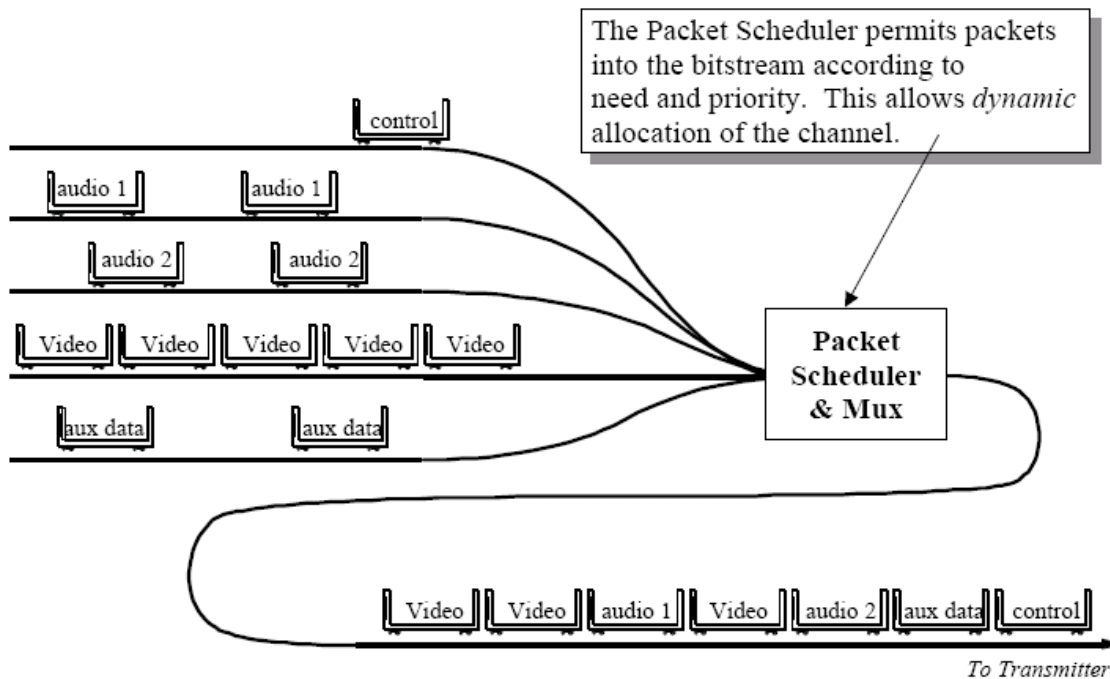 The Packet Scheduler permits packets
into the bitstream according to
need and priority. This allows dynamic
allocation of the channel.
control
audio 1 audio 1
audio 2 audio 2
Video Video Video Video Video
aux data aux data
Packet
Scheduler
& Mux
Video Video audio 1 Video audio 2 aux data control
To Transmitter